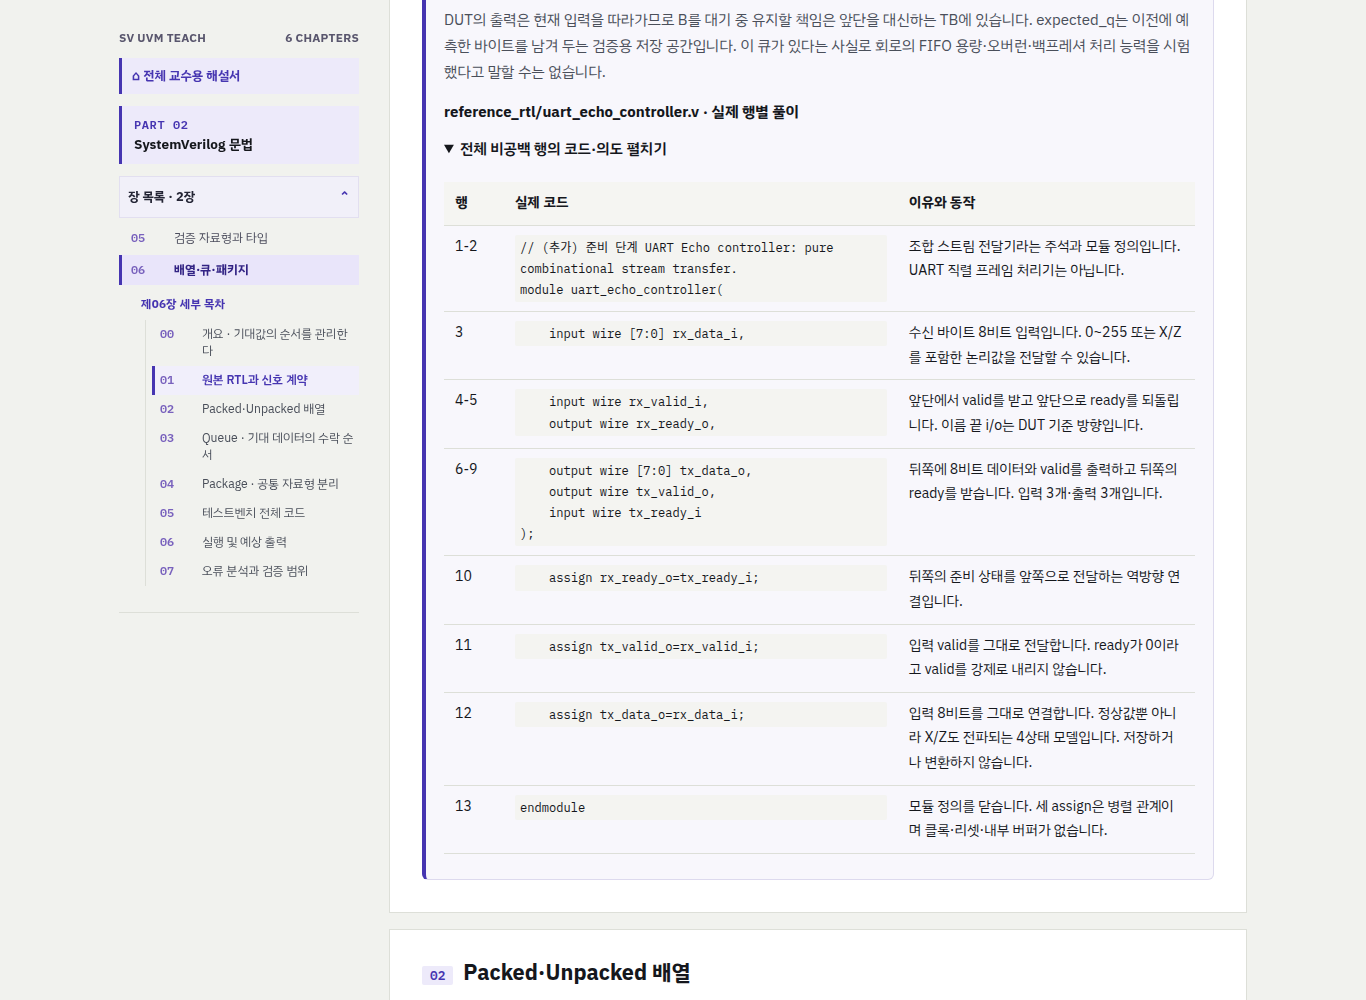 SV UVM TEACH
6 CHAPTERS
⌂ 전체 교수용 해설서
PART 02
SystemVerilog 문법
장 목록 · 2장
05 검증 자료형과 타입
06 배열·큐·패키지
제06장 세부 목차
00 개요 · 기대값의 순서를 관리한
다
01 원본 RTL과 신호 계약
02 Packed·Unpacked 배열
03 Queue · 기대 데이터의 수락 순
서
04 Package · 공통 자료형 분리
05 테스트벤치 전체 코드
06 실행 및 예상 출력
07 오류 분석과 검증 범위
DUT의 출력은 현재 입력을 따라가므로 B를 대기 중 유지할 책임은 앞단을 대신하는 TB에 있습니다. expected_q는 이전에 예
측한 바이트를 남겨 두는 검증용 저장 공간입니다. 이 큐가 있다는 사실로 회로의 FIFO 용량·오버런·백프레셔 처리 능력을 시험
했다고 말할 수는 없습니다.
reference_rtl/uart_echo_controller.v · 실제 행별 풀이
▼ 전체 비공백 행의 코드·의도 펼치기
행 실제 코드 이유와 동작
1-2
// (추가) 준비 단계 UART Echo controller: pure
combinational stream transfer.
module uart_echo_controller(
조합 스트림 전달기라는 주석과 모듈 정의입니다.
UART 직렬 프레임 처리기는 아닙니다.
3
input wire [7:0] rx_data_i,
수신 바이트 8비트 입력입니다. 0~255 또는 X/Z
를 포함한 논리값을 전달할 수 있습니다.
4-5
input wire rx_valid_i,
output wire rx_ready_o,
앞단에서 valid를 받고 앞단으로 ready를 되돌립
니다. 이름 끝 i/o는 DUT 기준 방향입니다.
6-9
output wire [7:0] tx_data_o,
output wire tx_valid_o,
input wire tx_ready_i
);
뒤쪽에 8비트 데이터와 valid를 출력하고 뒤쪽의
ready를 받습니다. 입력 3개·출력 3개입니다.
10
assign rx_ready_o=tx_ready_i;
뒤쪽의 준비 상태를 앞쪽으로 전달하는 역방향 연
결입니다.
11
assign tx_valid_o=rx_valid_i;
입력 valid를 그대로 전달합니다. ready가 0이라
고 valid를 강제로 내리지 않습니다.
12
assign tx_data_o=rx_data_i;
입력 8비트를 그대로 연결합니다. 정상값뿐 아니
라 X/Z도 전파되는 4상태 모델입니다. 저장하거
나 변환하지 않습니다.
13
endmodule
모듈 정의를 닫습니다. 세 assign은 병렬 관계이
며 클록·리셋·내부 버퍼가 없습니다.
02 Packed·Unpacked 배열